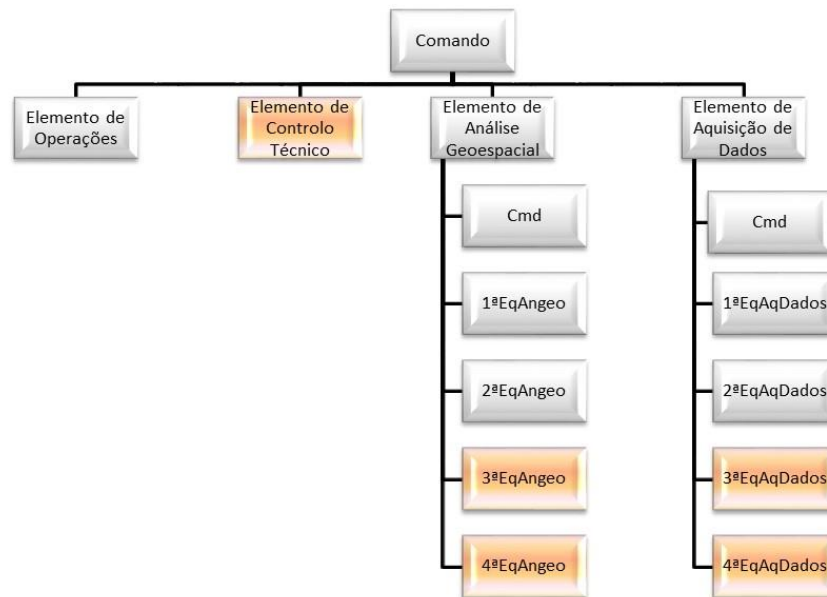 Comando
Elemento de
Operações
Elemento de
Controlo
Técnico
Elemento de
Análise
Geoespacial
Elemento de
Aquisição de
Dados
Cmd
1ªEqAngeo
2ªEqAngeo
3ªEqAngeo
4ªEqAngeo
Cmd
1ªEqAqDados
2ªEqAqDados
3ªEqAqDados
4ªEqAqDados